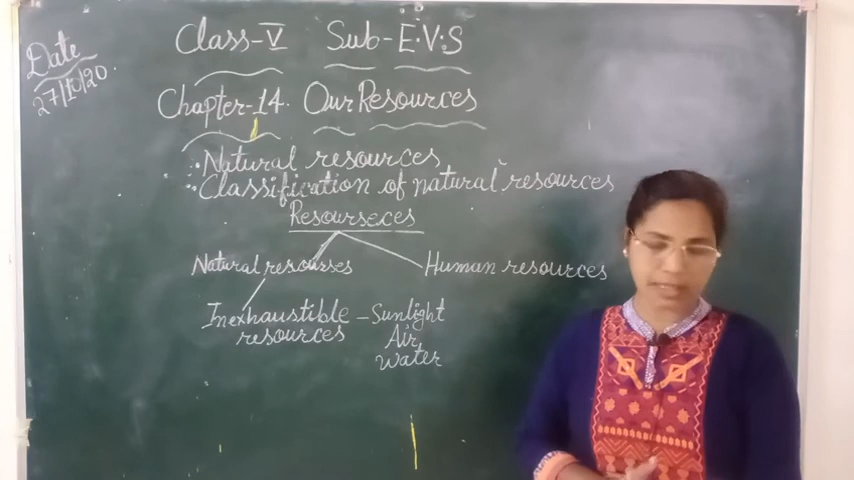 Date
27/10/20.
Class-V Sub-E.V.S
Chapter-14. Our Resources
Natural resources
Classification of natural resources
Resourseces
Natural resourses
Human resources
Inexhaustible - Sunlight
resources Air
Water